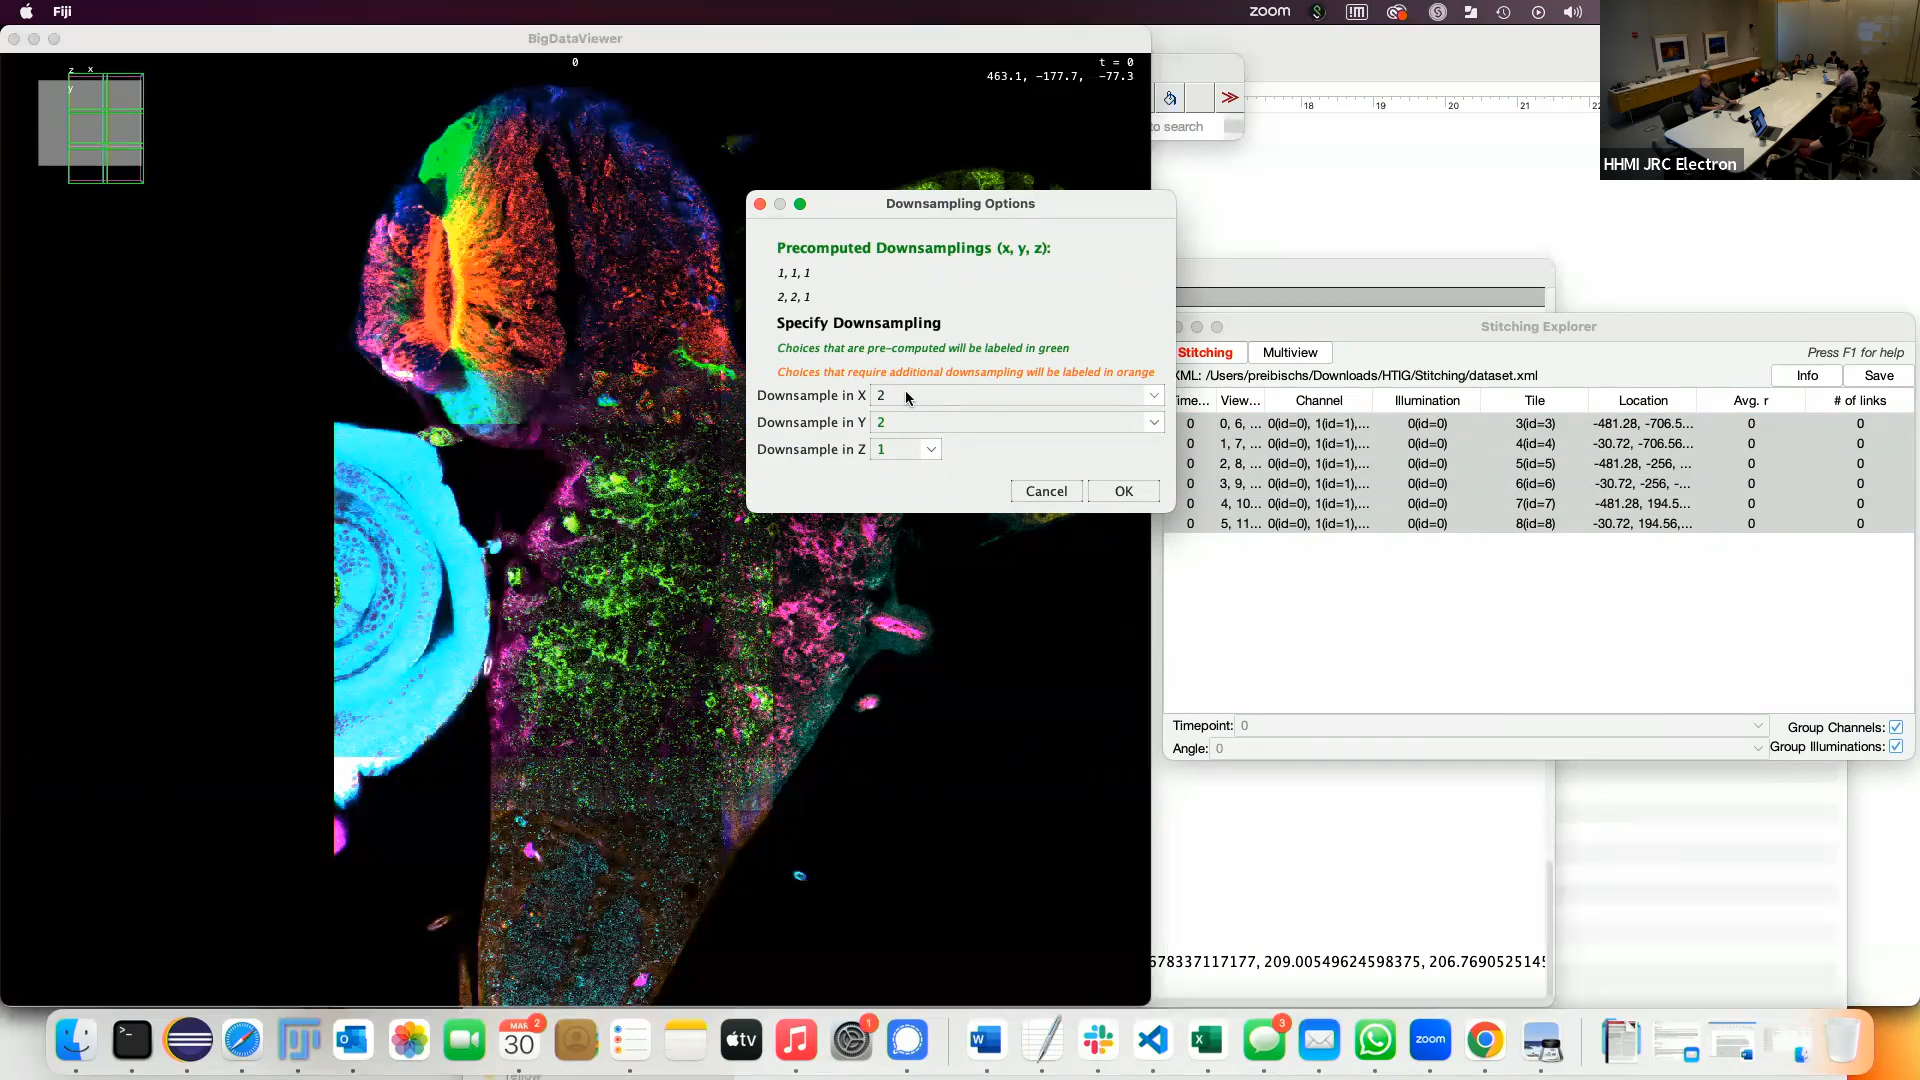 Fiji
zoom
BigDataViewer
0
t = 0
463.1, -177.7, -77.3
z x
y
18 19 20 21
to search
HHMI JRC Electron
Downsampling Options
Precomputed Downsamplings (x, y, z):
1, 1, 1
2, 2, 1
Specify Downsampling
Choices that are pre-computed will be labeled in green
Choices that require additional downsampling will be labeled in orange
Downsample in X 2
Downsample in Y 2
Downsample in Z 1
Cancel OK
Stitching Explorer
Stitching Multiview Press F1 for help
XML: /Users/preibischs/Downloads/HTIG/Stitching/dataset.xml Info Save
ime... View... Channel Illumination Tile Location Avg. r # of links
0 0, 6, ... 0(id=0), 1(id=1),... 0(id=0) 3(id=3) -481.28, -706.5... 0 0
0 1, 7, ... 0(id=0), 1(id=1),... 0(id=0) 4(id=4) -30.72, -706.56... 0 0
0 2, 8, ... 0(id=0), 1(id=1),... 0(id=0) 5(id=5) -481.28, -256, ... 0 0
0 3, 9, ... 0(id=0), 1(id=1),... 0(id=0) 6(id=6) -30.72, -256, -... 0 0
0 4, 10... 0(id=0), 1(id=1),... 0(id=0) 7(id=7) -481.28, 194.5... 0 0
0 5, 11... 0(id=0), 1(id=1),... 0(id=0) 8(id=8) -30.72, 194.56,... 0 0
Timepoint: 0 Group Channels:
Angle: 0 Group Illuminations:
678337117177, 209.00549624598375, 206.7690525145
MAR 2
30
tv
1
3
zoom